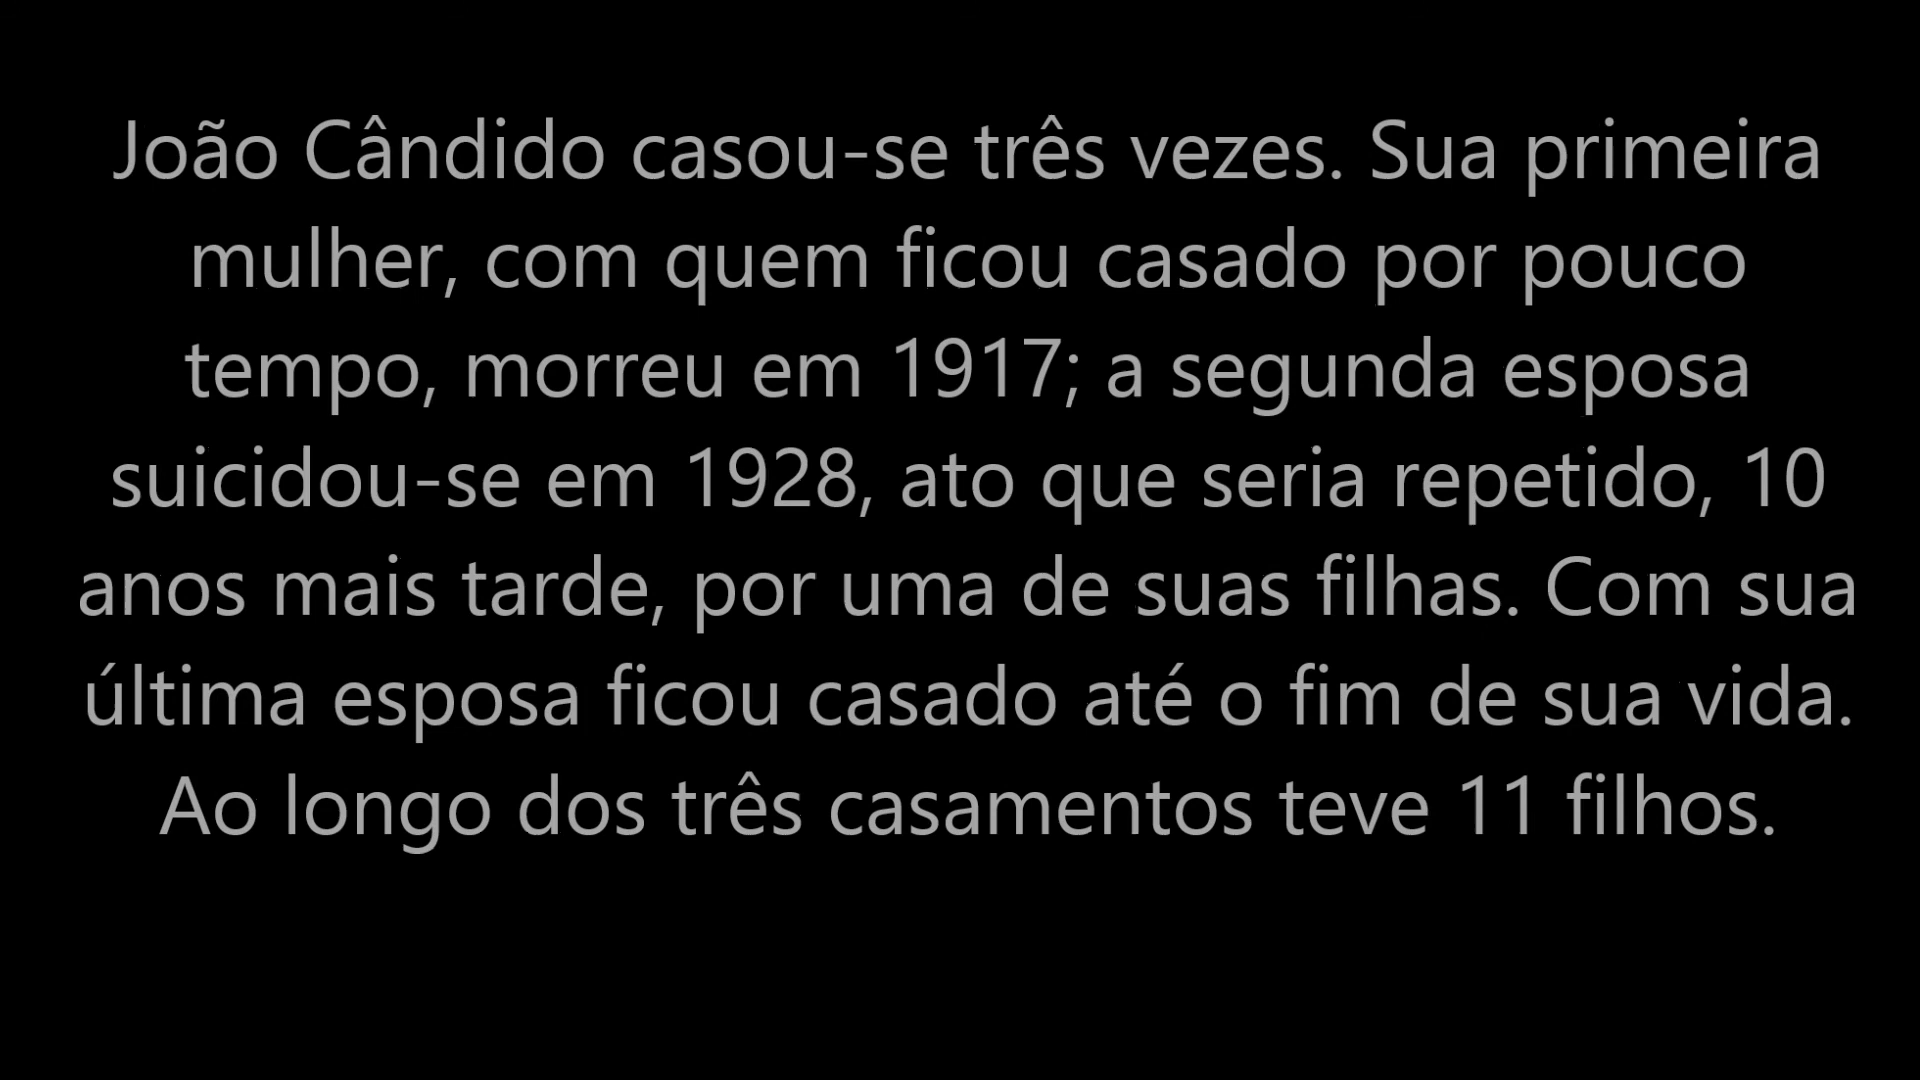 João Cândido casou-se três vezes. Sua primeira
mulher, com quem ficou casado por pouco
tempo, morreu em 1917; a segunda esposa
suicidou-se em 1928, ato que seria repetido, 10
anos mais tarde, por uma de suas filhas. Com sua
última esposa ficou casado até o fim de sua vida.
Ao longo dos três casamentos teve 11 filhos.